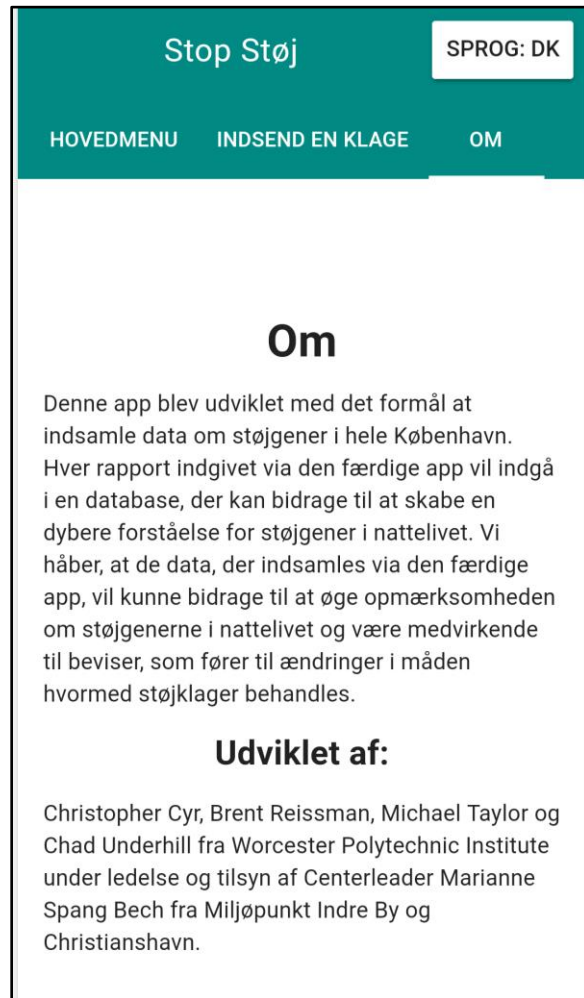 Stop Støj
SPROG: DK
HOVEDMENU INDSEND EN KLAGE OM
Om
Denne app blev udviklet med det formål at
indsamle data om støjgener i hele København.
Hver rapport indgivet via den færdige app vil indgå
i en database, der kan bidrage til at skabe en
dybere forståelse for støjgener i nattelivet. Vi
håber, at de data, der indsamles via den færdige
app, vil kunne bidrage til at øge opmærksomheden
om støjgenerne i nattelivet og være medvirkende
til beviser, som fører til ændringer i måden
hvormed støjklager behandles.
Udviklet af:
Christopher Cyr, Brent Reissman, Michael Taylor og
Chad Underhill fra Worcester Polytechnic Institute
under ledelse og tilsyn af Centerleader Marianne
Spang Bech fra Miljøpunkt Indre By og
Christianshavn.